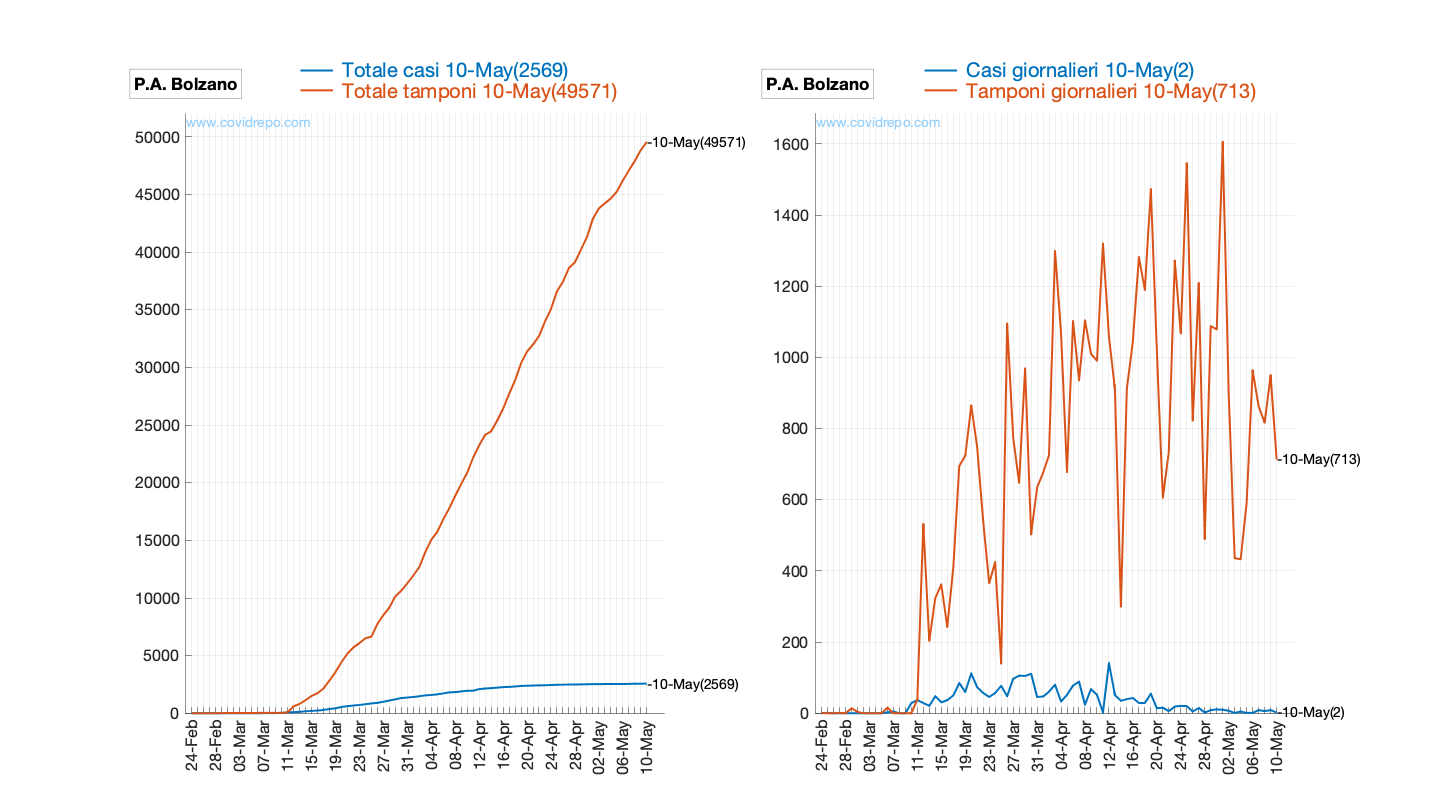 P.A. Bolzano
Totale casi 10-May(2569)
Totale tamponi 10-May(49571)
www.covidrepo.com
50000
45000
40000
35000
30000
25000
20000
15000
10000
5000
0
10-May(49571)
10-May(2569)
24-Feb
28-Feb
03-Mar
07-Mar
11-Mar
15-Mar
19-Mar
23-Mar
27-Mar
31-Mar
04-Apr
08-Apr
12-Apr
16-Apr
20-Apr
24-Apr
28-Apr
02-May
06-May
10-May
P.A. Bolzano
Casi giornalieri 10-May(2)
Tamponi giornalieri 10-May(713)
www.covidrepo.com
1600
1400
1200
1000
800
600
400
200
0
10-May(713)
10-May(2)
24-Feb
28-Feb
03-Mar
07-Mar
11-Mar
15-Mar
19-Mar
23-Mar
27-Mar
31-Mar
04-Apr
08-Apr
12-Apr
16-Apr
20-Apr
24-Apr
28-Apr
02-May
06-May
10-May